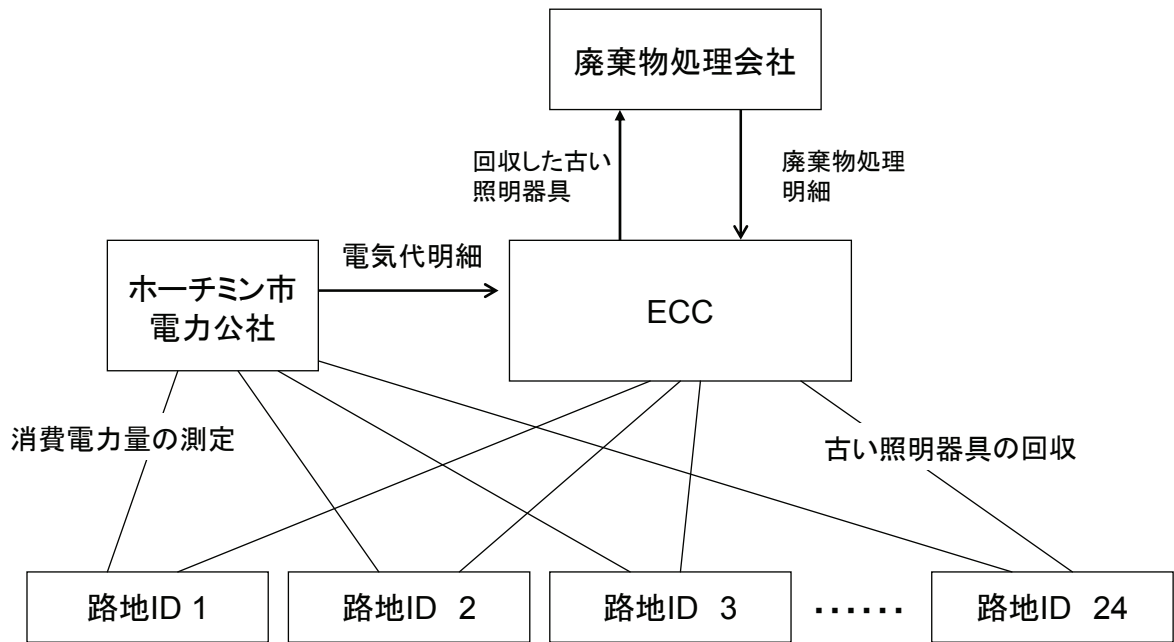 廃棄物処理会社
回収した古い
照明器具
廃棄物処理
明細
電気代明細
ホーチミン市
電力公社
ECC
消費電力量の測定
古い照明器具の回収
路地ID 1
路地ID 2
路地ID 3
······
路地ID 24